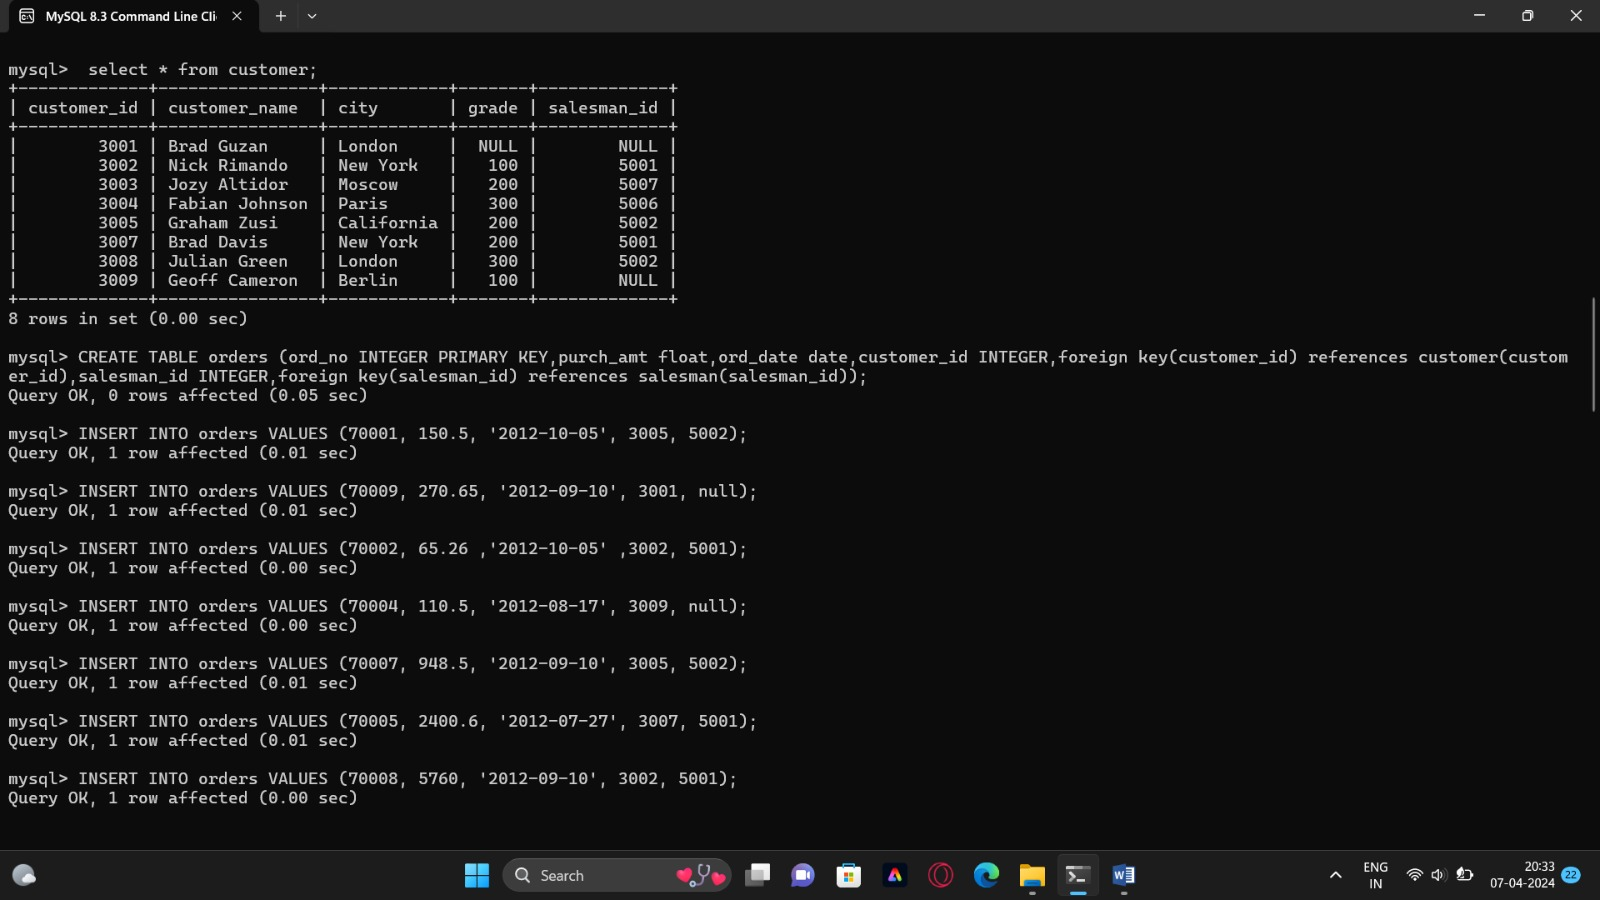 MySQL 8.3 Command Line Cli
mysql>  select * from customer;
+-------------+----------------+------------+-------+-------------+
| customer_id | customer_name  | city       | grade | salesman_id |
+-------------+----------------+------------+-------+-------------+
|        3001 | Brad Guzan     | London     |  NULL |        NULL |
|        3002 | Nick Rimando   | New York   |   100 |        5001 |
|        3003 | Jozy Altidor   | Moscow     |   200 |        5007 |
|        3004 | Fabian Johnson | Paris      |   300 |        5006 |
|        3005 | Graham Zusi    | California |   200 |        5002 |
|        3007 | Brad Davis     | New York   |   200 |        5001 |
|        3008 | Julian Green   | London     |   300 |        5002 |
|        3009 | Geoff Cameron  | Berlin     |   100 |        NULL |
+-------------+----------------+------------+-------+-------------+
8 rows in set (0.00 sec)
mysql> CREATE TABLE orders (ord_no INTEGER PRIMARY KEY,purch_amt float,ord_date date,customer_id INTEGER,foreign key(customer_id) references customer(custom
er_id),salesman_id INTEGER,foreign key(salesman_id) references salesman(salesman_id));
Query OK, 0 rows affected (0.05 sec)
mysql> INSERT INTO orders VALUES (70001, 150.5, '2012-10-05', 3005, 5002);
Query OK, 1 row affected (0.01 sec)
mysql> INSERT INTO orders VALUES (70009, 270.65, '2012-09-10', 3001, null);
Query OK, 1 row affected (0.01 sec)
mysql> INSERT INTO orders VALUES (70002, 65.26 ,'2012-10-05' ,3002, 5001);
Query OK, 1 row affected (0.00 sec)
mysql> INSERT INTO orders VALUES (70004, 110.5, '2012-08-17', 3009, null);
Query OK, 1 row affected (0.00 sec)
mysql> INSERT INTO orders VALUES (70007, 948.5, '2012-09-10', 3005, 5002);
Query OK, 1 row affected (0.01 sec)
mysql> INSERT INTO orders VALUES (70005, 2400.6, '2012-07-27', 3007, 5001);
Query OK, 1 row affected (0.01 sec)
mysql> INSERT INTO orders VALUES (70008, 5760, '2012-09-10', 3002, 5001);
Query OK, 1 row affected (0.00 sec)
Search
ENG
IN
20:33
07-04-2024
22